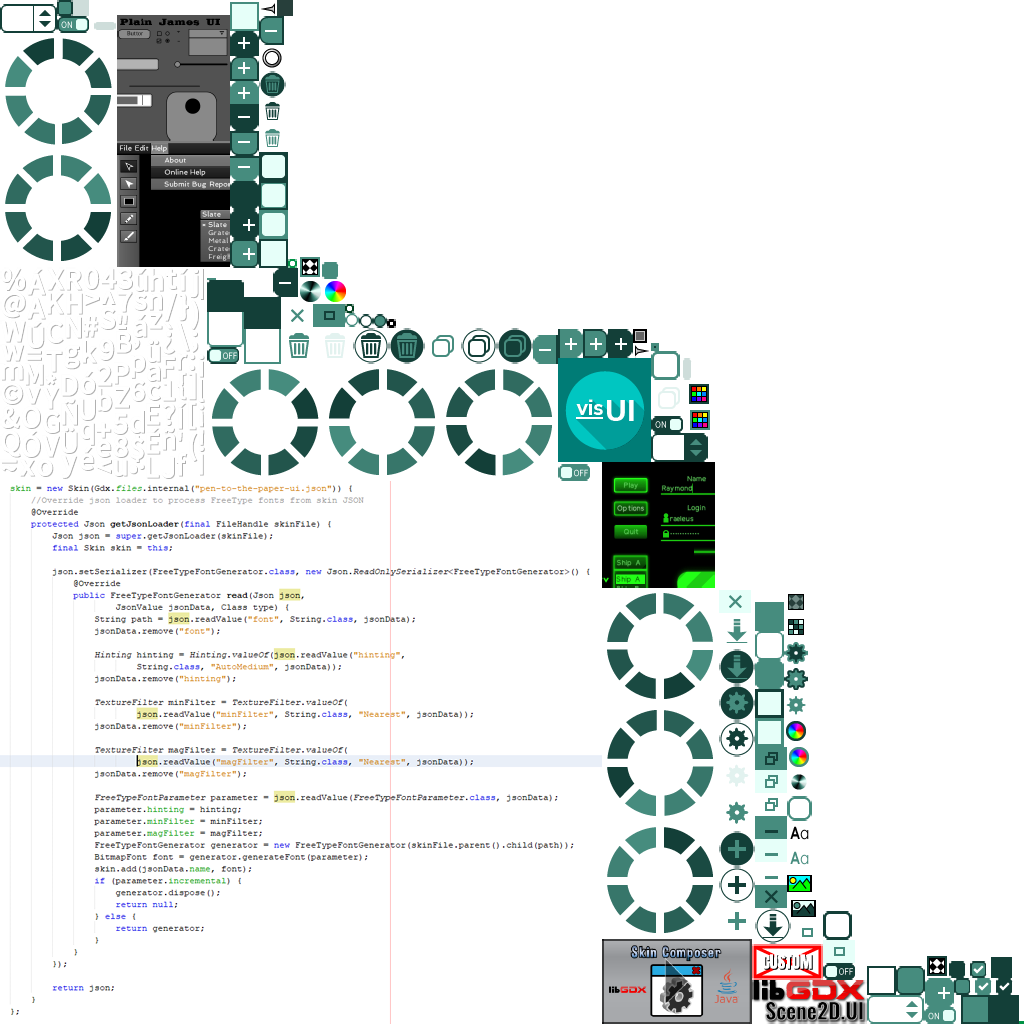 ON
Plain James UI
Button
File Edit Help
About
Online Help
Submit Bug Repo
Slate
Slate
Grate
Metal
Crate
Freigh
OFF
vis UI
ON
OFF
Play
Options
Quit
Ship A
Ship A
Name
Raymond
Login
raeleus
skin = new Skin(Gdx.files.internal("pen-to-the-paper-ui.json")) {
//Override json loader to process FreeType fonts from skin JSON
@Override
protected Json getJsonLoader(final FileHandle skinFile) {
Json json = super.getJsonLoader(skinFile);
final Skin skin = this;
json.setSerializer(FreeTypeFontGenerator.class, new Json.ReadOnlySerializer<FreeTypeFontGenerator>() {
@Override
public FreeTypeFontGenerator read(Json json,
JsonValue jsonData, Class type) {
String path = json.readValue("font", String.class, jsonData);
jsonData.remove("font");
Hinting hinting = Hinting.valueOf(json.readValue("hinting",
String.class, "AutoMedium", jsonData));
jsonData.remove("hinting");
TextureFilter minFilter = TextureFilter.valueOf(
json.readValue("minFilter", String.class, "Nearest", jsonData));
jsonData.remove("minFilter");
TextureFilter magFilter = TextureFilter.valueOf(
json.readValue("magFilter", String.class, "Nearest", jsonData));
jsonData.remove("magFilter");
FreeTypeFontParameter parameter = json.readValue(FreeTypeFontParameter.class, jsonData);
parameter.hinting = hinting;
parameter.minFilter = minFilter;
parameter.magFilter = magFilter;
FreeTypeFontGenerator generator = new FreeTypeFontGenerator(skinFile.parent().child(path));
BitmapFont font = generator.generateFont(parameter);
skin.add(jsonData.name, font);
if (parameter.incremental) {
generator.dispose();
return null;
} else {
return generator;
}
}
});
return json;
}
};
Aa
Aa
Skin Composer
libGDX
Java
CUSTOM
libGDX
Scene2D.UI
OFF
ON